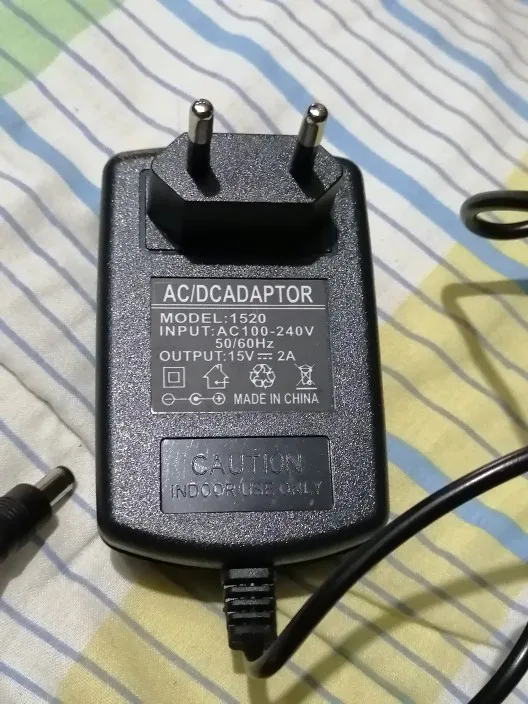 AC/DCADAPTOR
MODEL:1520
INPUT:AC100-240V
50/60Hz
OUTPUT:15V⎓2A
MADE IN CHINA
CAUTION
INDOOR USE ONLY